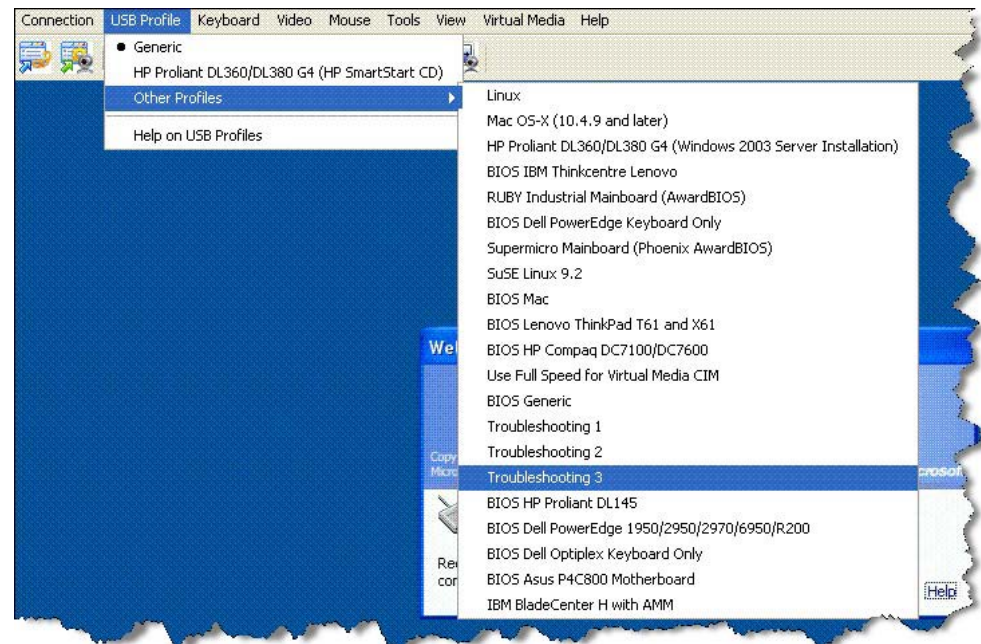 Connection USB Profile Keyboard Video Mouse Tools View Virtual Media Help
Generic
HP Proliant DL360/DL380 G4 (HP SmartStart CD)
Other Profiles
Help on USB Profiles
Linux
Mac OS-X (10.4.9 and later)
HP Proliant DL360/DL380 G4 (Windows 2003 Server Installation)
BIOS IBM Thinkcentre Lenovo
RUBY Industrial Mainboard (AwardBIOS)
BIOS Dell PowerEdge Keyboard Only
Supermicro Mainboard (Phoenix AwardBIOS)
SuSE Linux 9.2
BIOS Mac
BIOS Lenovo ThinkPad T61 and X61
BIOS HP Compaq DC7100/DC7600
Use Full Speed for Virtual Media CIM
BIOS Generic
Troubleshooting 1
Troubleshooting 2
Troubleshooting 3
BIOS HP Proliant DL145
BIOS Dell PowerEdge 1950/2950/2970/6950/R200
BIOS Dell Optiplex Keyboard Only
BIOS Asus P4C800 Motherboard
IBM BladeCenter H with AMM
Wel
Copy
Micro
crosoft
Re
cor
Help